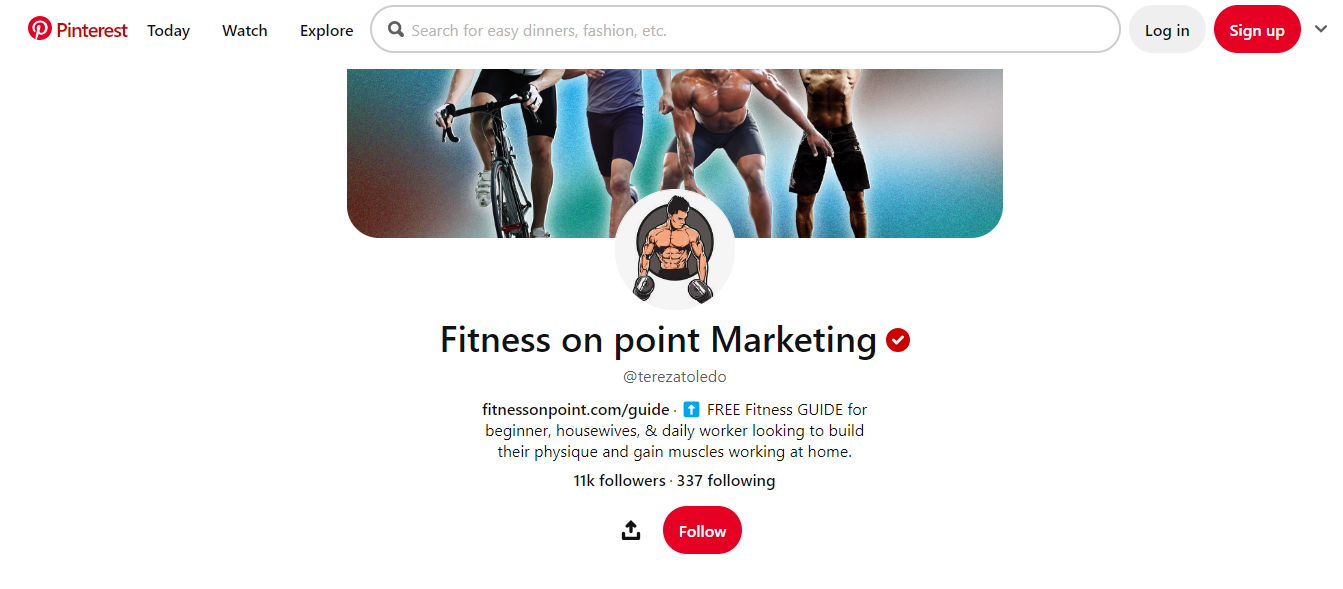 Pinterest Today Watch Explore Search for easy dinners, fashion, etc. Log in Sign up
Fitness on point Marketing
@terezatoledo
fitnessonpoint.com/guide · ⬆️ FREE Fitness GUIDE for
beginner, housewives, & daily worker looking to build
their physique and gain muscles working at home.
11k followers · 337 following
Follow